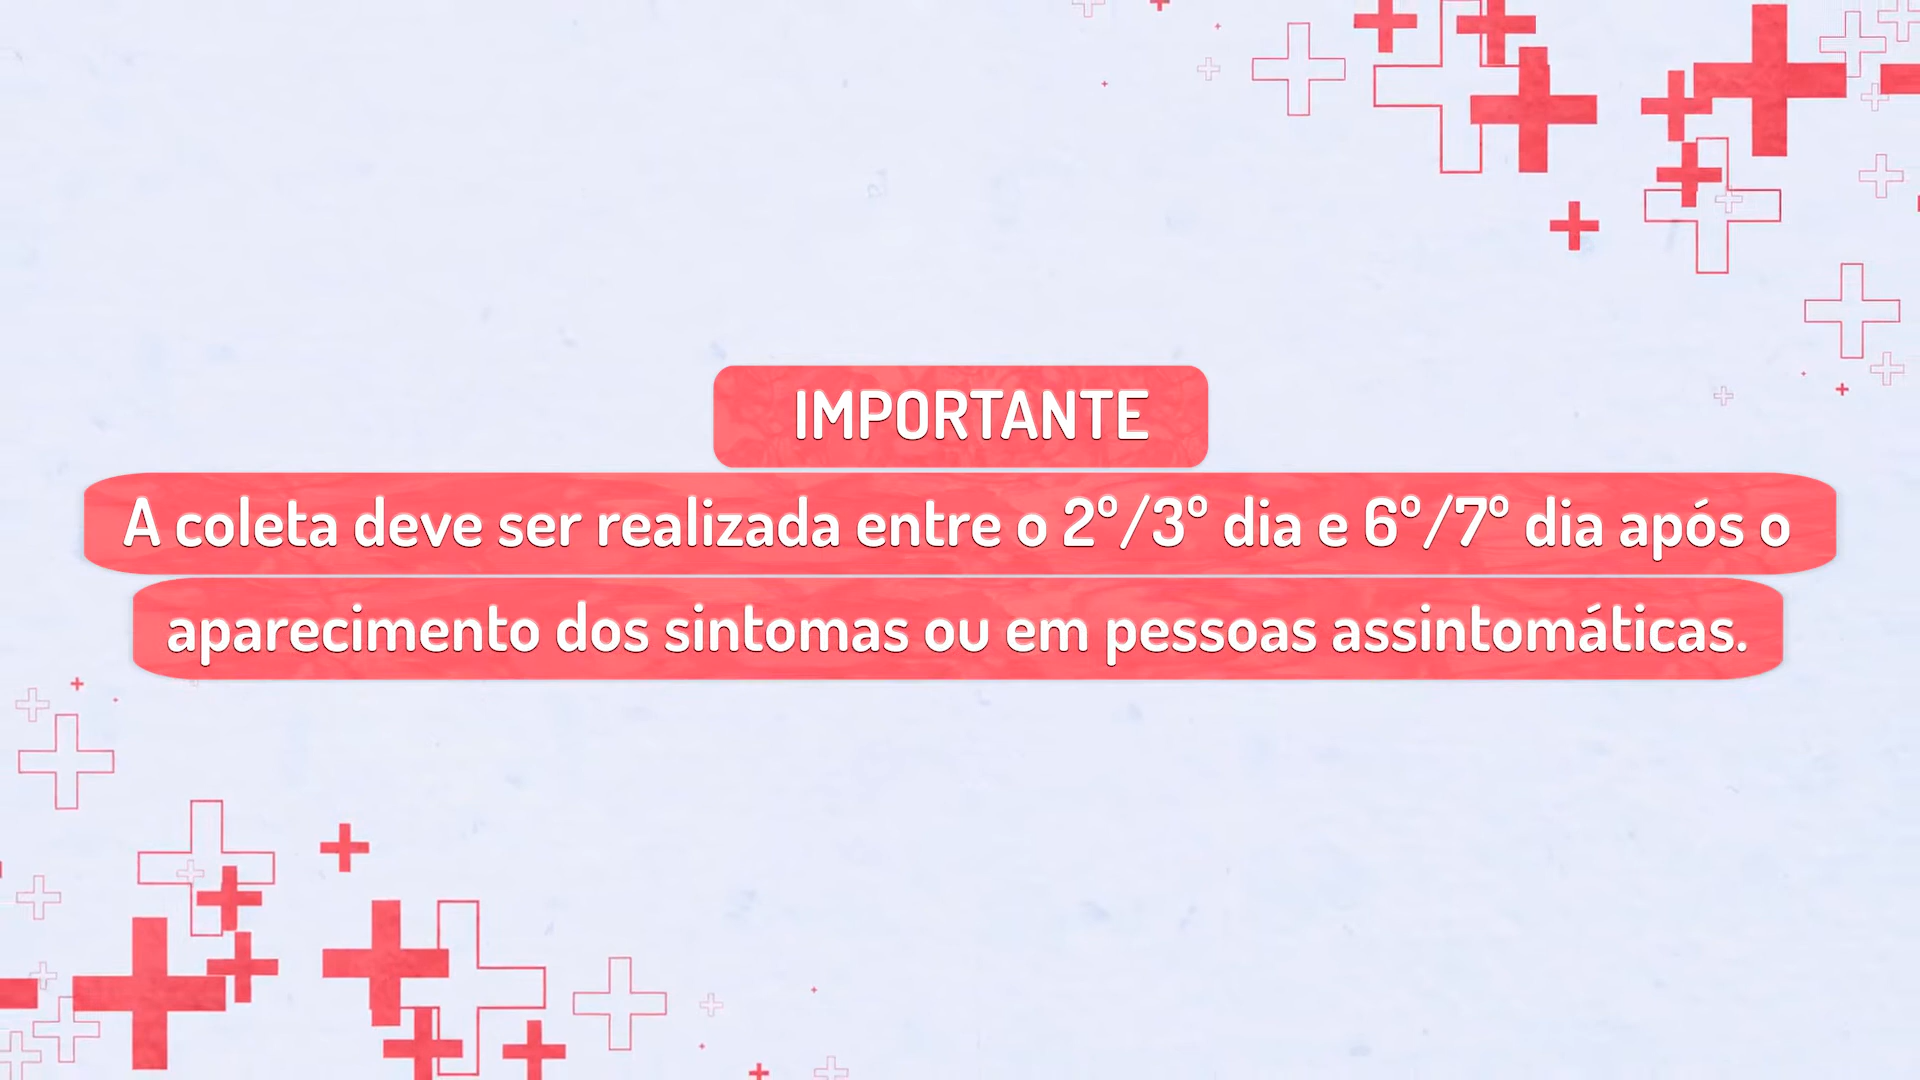 IMPORTANTE
A coleta deve ser realizada entre o 2º/3º dia e 6º/7º dia após o
aparecimento dos sintomas ou em pessoas assintomáticas.